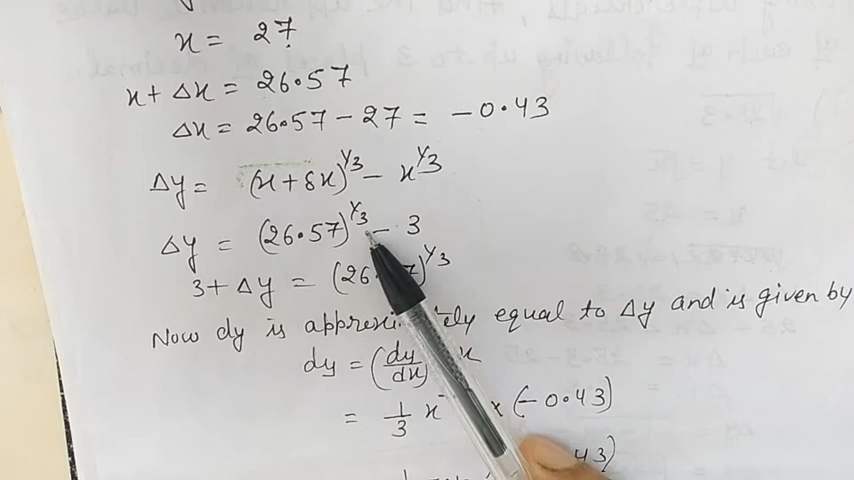 x = 27
x + Δx = 26.57
Δx = 26.57 - 27 = -0.43
Δy = (x + δx)^1/3 - x^1/3
Δy = (26.57)^1/3 - 3
3 + Δy = (26. 7)^1/3
Now dy is approxi tely equal to Δy and is given by
dy = (dy/dx) x
= 1/3 x × (-0.43)
43)